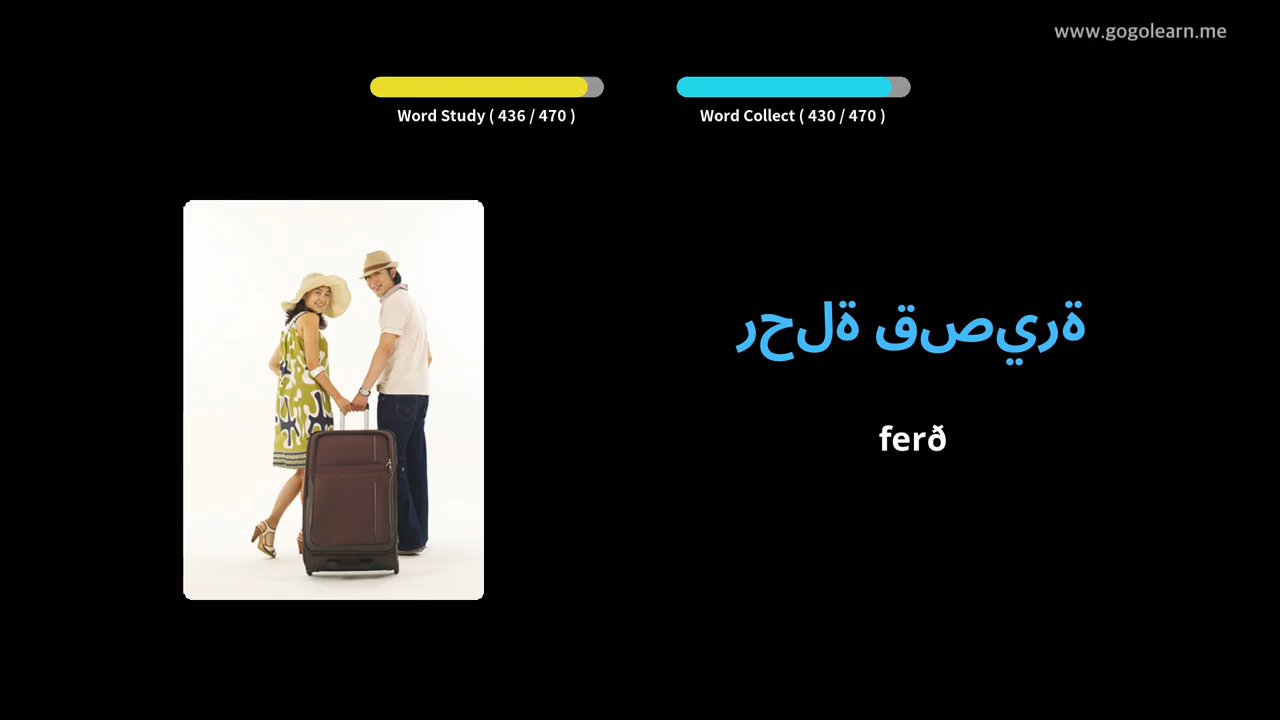 www.gogolearn.me
Word Study ( 436 / 470 )
Word Collect ( 430 / 470 )
رحلة قصيرة
ferð